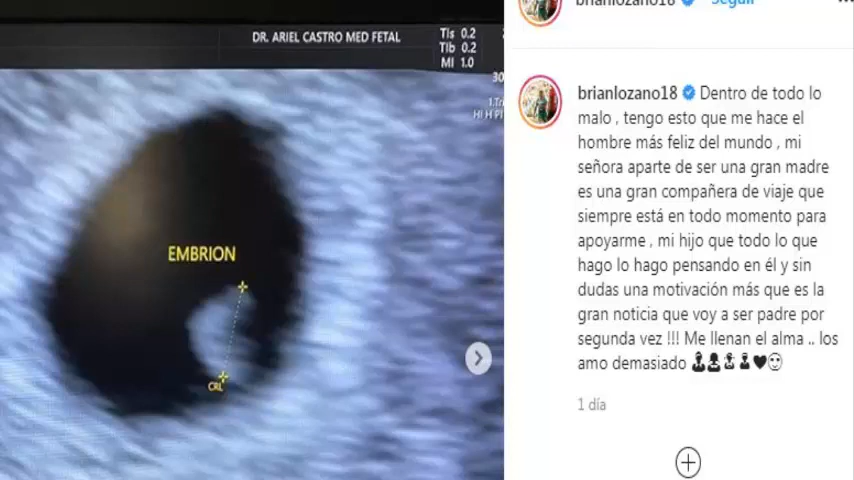 DR. ARIEL CASTRO MED FETAL
TIs 0.2
TIb 0.2
MI 1.0
EMBRION
CRL
brianlozano18 Seguir
brianlozano18 Dentro de todo lo
malo , tengo esto que me hace el
hombre más feliz del mundo , mi
señora aparte de ser una gran madre
es una gran compañera de viaje que
siempre está en todo momento para
apoyarme , mi hijo que todo lo que
hago lo hago pensando en él y sin
dudas una motivación más que es la
gran noticia que voy a ser padre por
segunda vez !!! Me llenan el alma .. los
amo demasiado
1 día